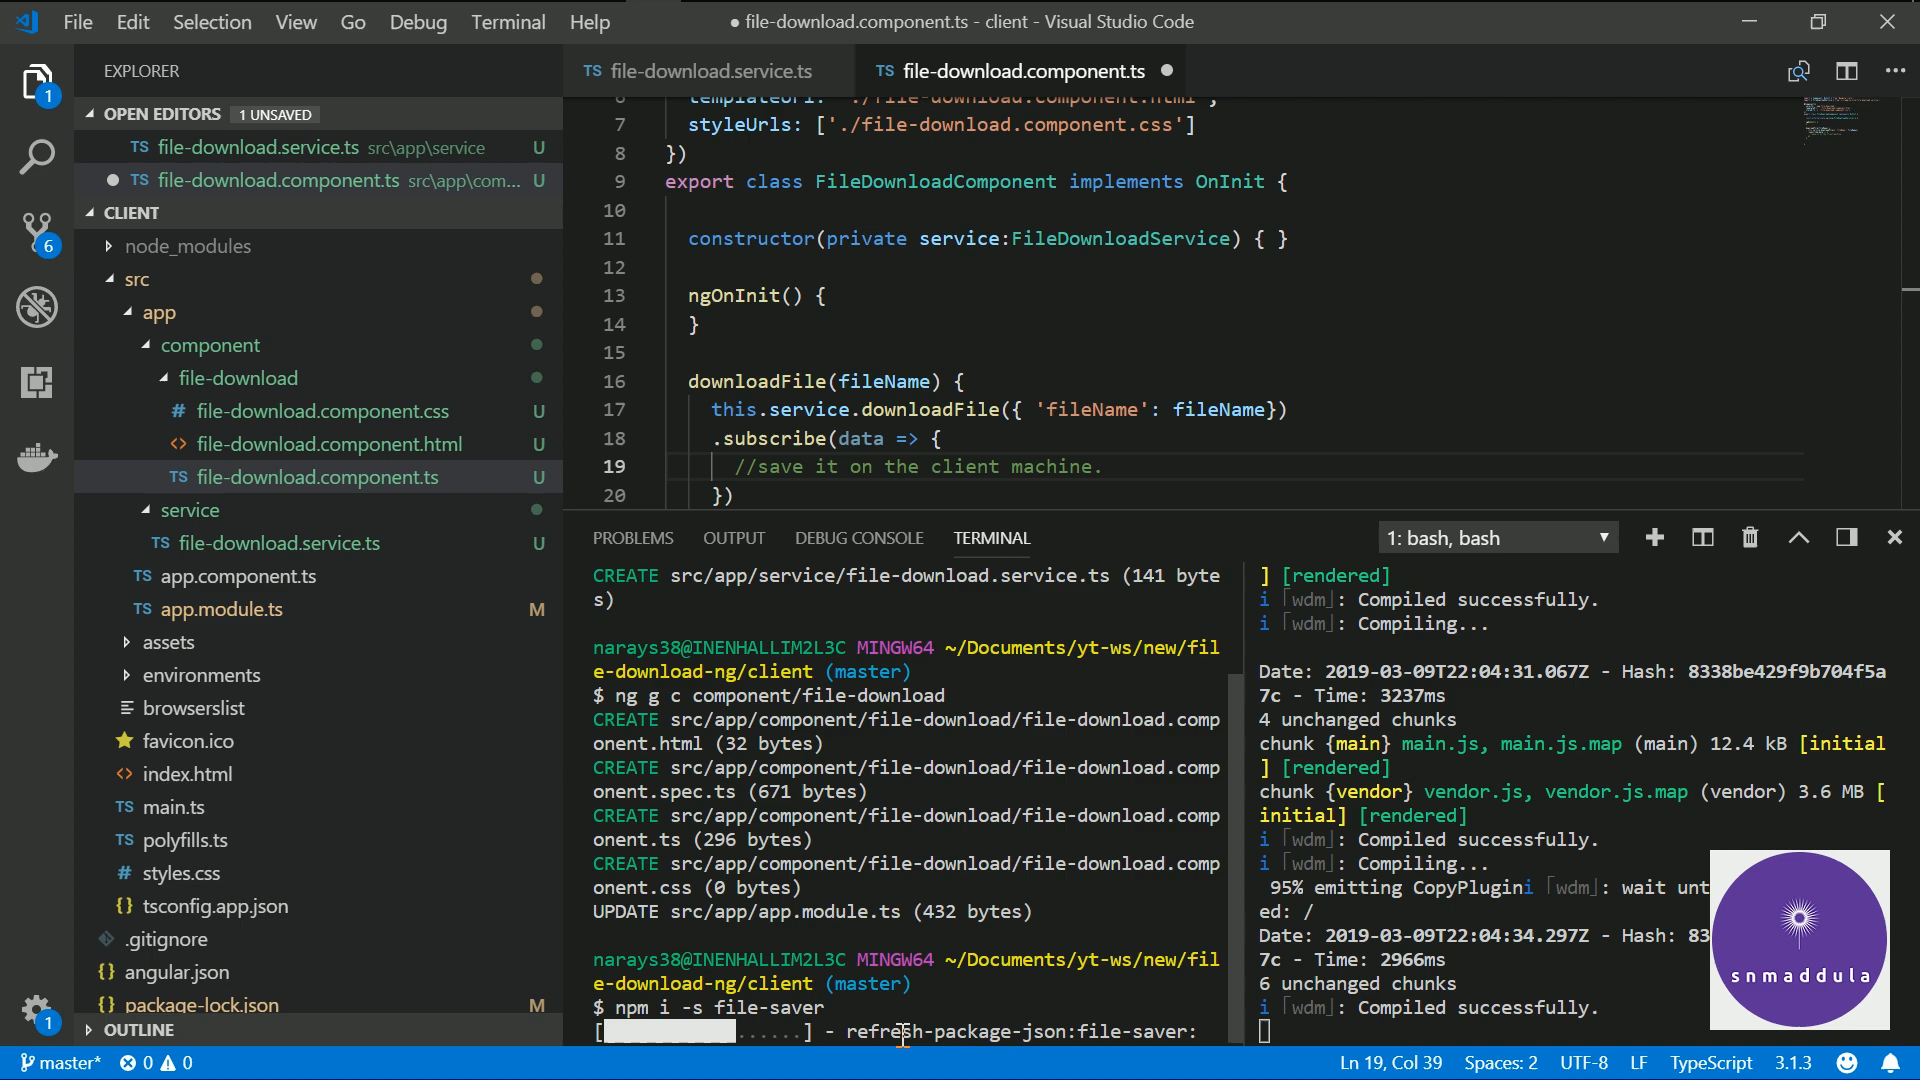 File Edit Selection View Go Debug Terminal Help
● file-download.component.ts - client - Visual Studio Code
EXPLORER
OPEN EDITORS 1 UNSAVED
TS file-download.service.ts src\app\service U
● TS file-download.component.ts src\app\com... U
CLIENT
node_modules
src
app
component
file-download
# file-download.component.css U
<> file-download.component.html U
TS file-download.component.ts U
service
TS file-download.service.ts U
TS app.component.ts
TS app.module.ts M
assets
environments
browserslist
favicon.ico
<> index.html
TS main.ts
TS polyfills.ts
# styles.css
{} tsconfig.app.json
.gitignore
{} angular.json
{} package-lock.json M
OUTLINE
1
6
1
TS file-download.service.ts
TS file-download.component.ts ●
6 templateUrl: './file-download.component.html',
7 styleUrls: ['./file-download.component.css']
8 })
9 export class FileDownloadComponent implements OnInit {
10
11 constructor(private service:FileDownloadService) { }
12
13 ngOnInit() {
14 }
15
16 downloadFile(fileName) {
17 this.service.downloadFile({ 'fileName': fileName})
18 .subscribe(data => {
19 //save it on the client machine.
20 })
PROBLEMS OUTPUT DEBUG CONSOLE TERMINAL
1: bash, bash
CREATE src/app/service/file-download.service.ts (141 byte
s)
narays38@INENHALLIM2L3C MINGW64 ~/Documents/yt-ws/new/fil
e-download-ng/client (master)
$ ng g c component/file-download
CREATE src/app/component/file-download/file-download.comp
onent.html (32 bytes)
CREATE src/app/component/file-download/file-download.comp
onent.spec.ts (671 bytes)
CREATE src/app/component/file-download/file-download.comp
onent.ts (296 bytes)
CREATE src/app/component/file-download/file-download.comp
onent.css (0 bytes)
UPDATE src/app/app.module.ts (432 bytes)
narays38@INENHALLIM2L3C MINGW64 ~/Documents/yt-ws/new/fil
e-download-ng/client (master)
$ npm i -s file-saver
[ ......] - refresh-package-json:file-saver:
] [rendered]
i ｢wdm｣: Compiled successfully.
i ｢wdm｣: Compiling...
Date: 2019-03-09T22:04:31.067Z - Hash: 8338be429f9b704f5a
7c - Time: 3237ms
4 unchanged chunks
chunk {main} main.js, main.js.map (main) 12.4 kB [initial
] [rendered]
chunk {vendor} vendor.js, vendor.js.map (vendor) 3.6 MB [
initial] [rendered]
i ｢wdm｣: Compiled successfully.
i ｢wdm｣: Compiling...
95% emitting CopyPlugini ｢wdm｣: wait unt
ed: /
Date: 2019-03-09T22:04:34.297Z - Hash: 83
7c - Time: 2966ms
6 unchanged chunks
i ｢wdm｣: Compiled successfully.
snmaddula
master* 0 0
Ln 19, Col 39 Spaces: 2 UTF-8 LF TypeScript 3.1.3